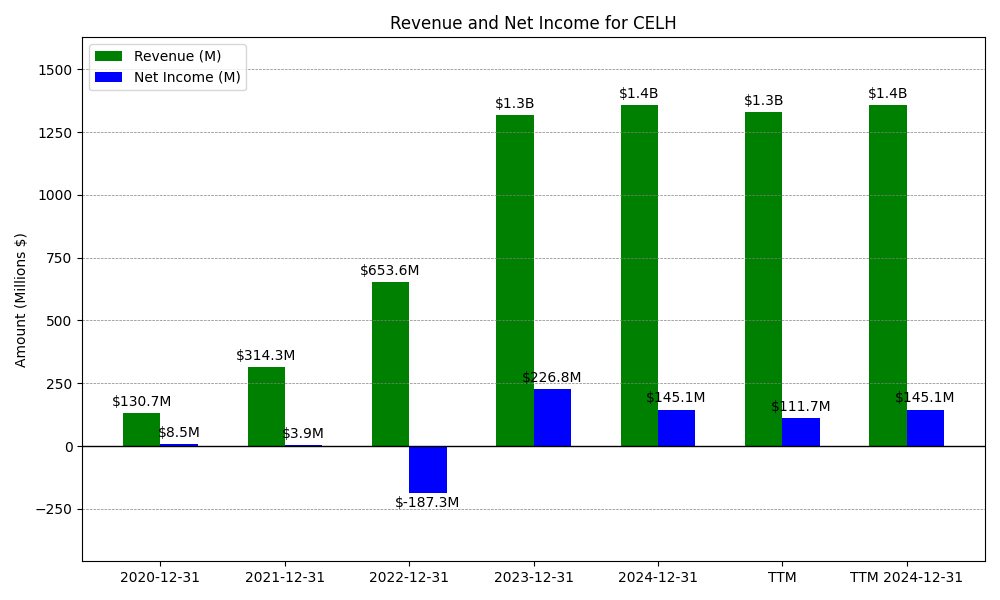 Revenue and Net Income for CELH
Revenue (M)
Net Income (M)
Amount (Millions $)
1500
1250
1000
750
500
250
0
−250
$130.7M
$8.5M
$314.3M
$3.9M
$653.6M
$-187.3M
$1.3B
$226.8M
$1.4B
$145.1M
$1.3B
$111.7M
$1.4B
$145.1M
2020-12-31
2021-12-31
2022-12-31
2023-12-31
2024-12-31
TTM
TTM 2024-12-31